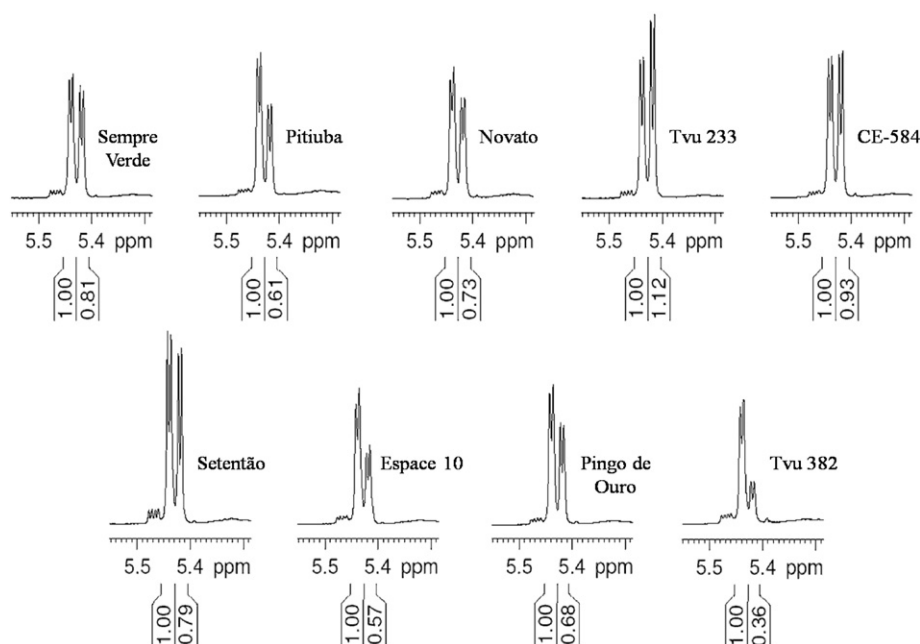 Sempre
Verde
Pitiuba
Novato
Tvu 233
CE-584
5.5 5.4 ppm
5.5 5.4 ppm
5.5 5.4 ppm
5.5 5.4 ppm
5.5 5.4 ppm
1.00
0.81
1.00
0.61
1.00
0.73
1.00
1.12
1.00
0.93
Setentão
Espace 10
Pingo de
Ouro
Tvu 382
5.5 5.4 ppm
5.5 5.4 ppm
5.5 5.4 ppm
5.5 5.4 ppm
1.00
0.79
1.00
0.57
1.00
0.68
1.00
0.36